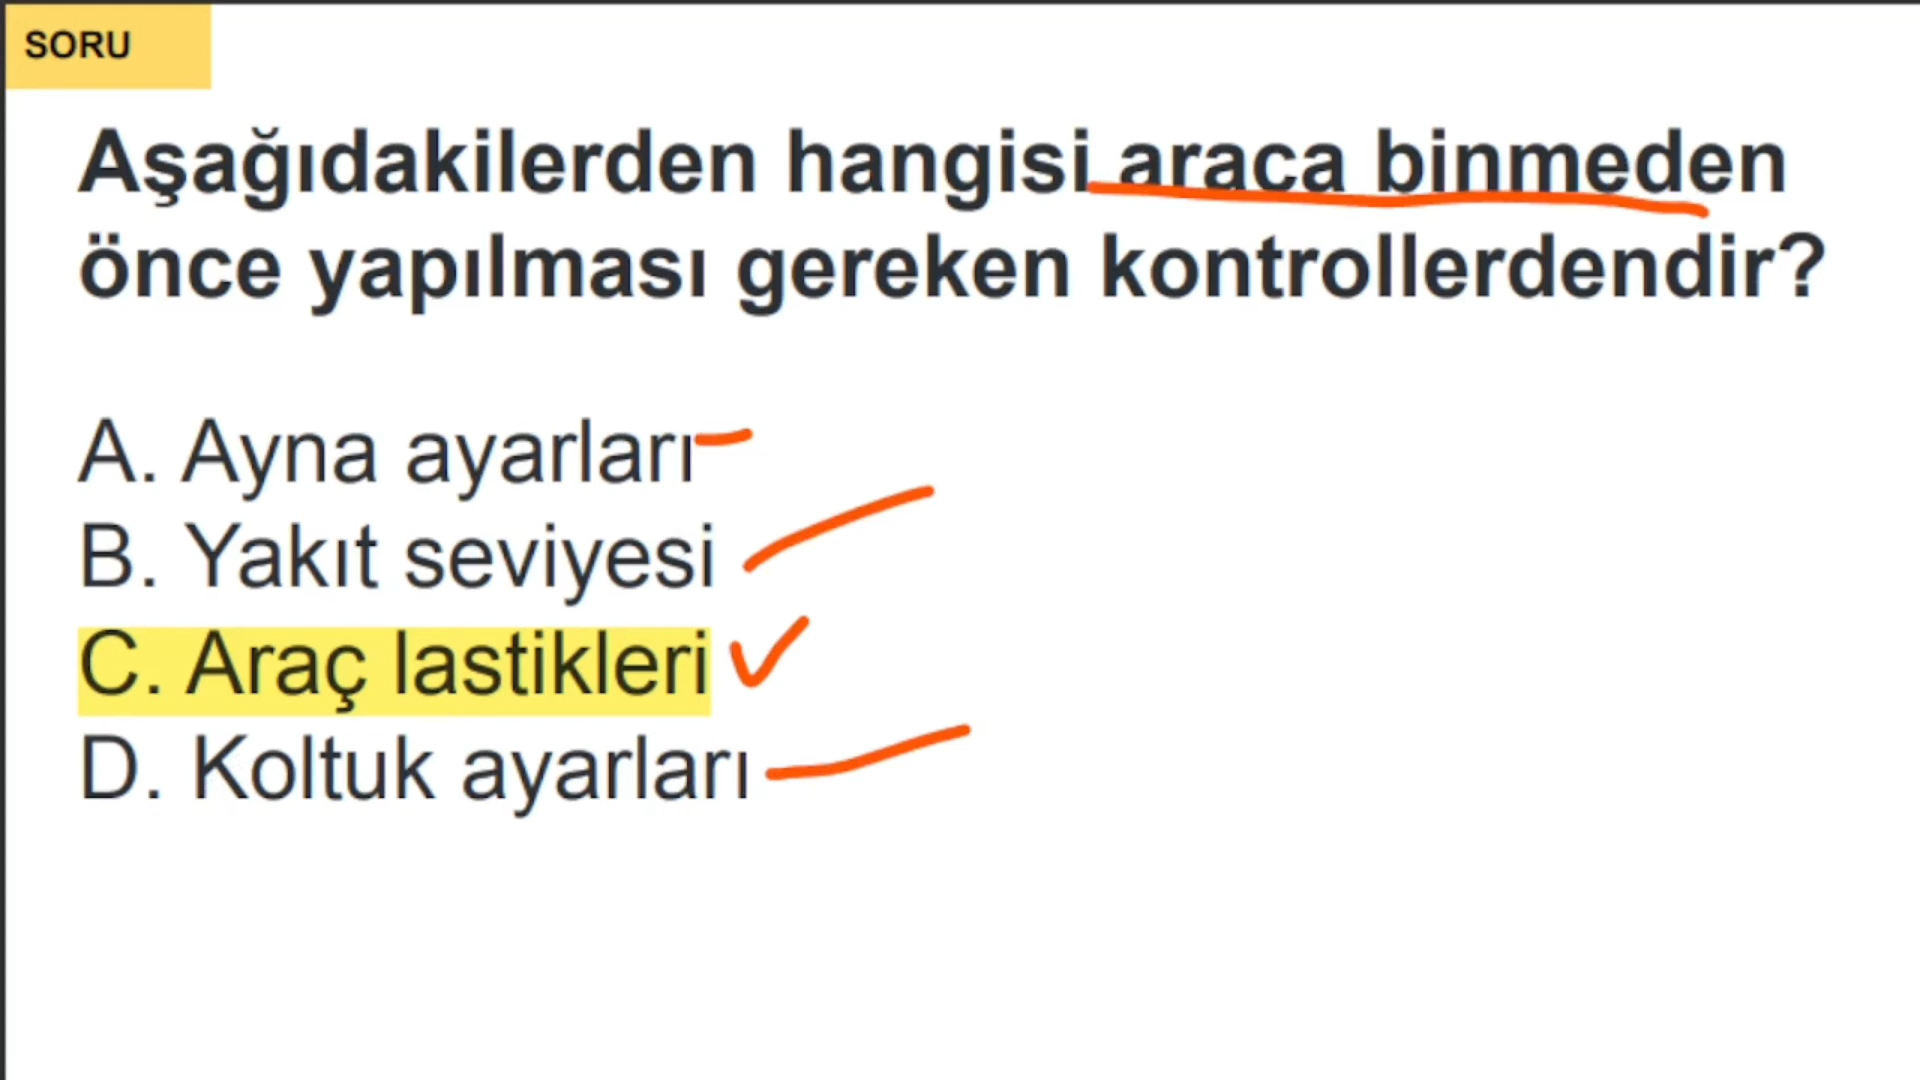 SORU
Aşağıdakilerden hangisi araca binmeden
önce yapılması gereken kontrollerdendir?
A. Ayna ayarları
B. Yakıt seviyesi
C. Araç lastikleri
D. Koltuk ayarları